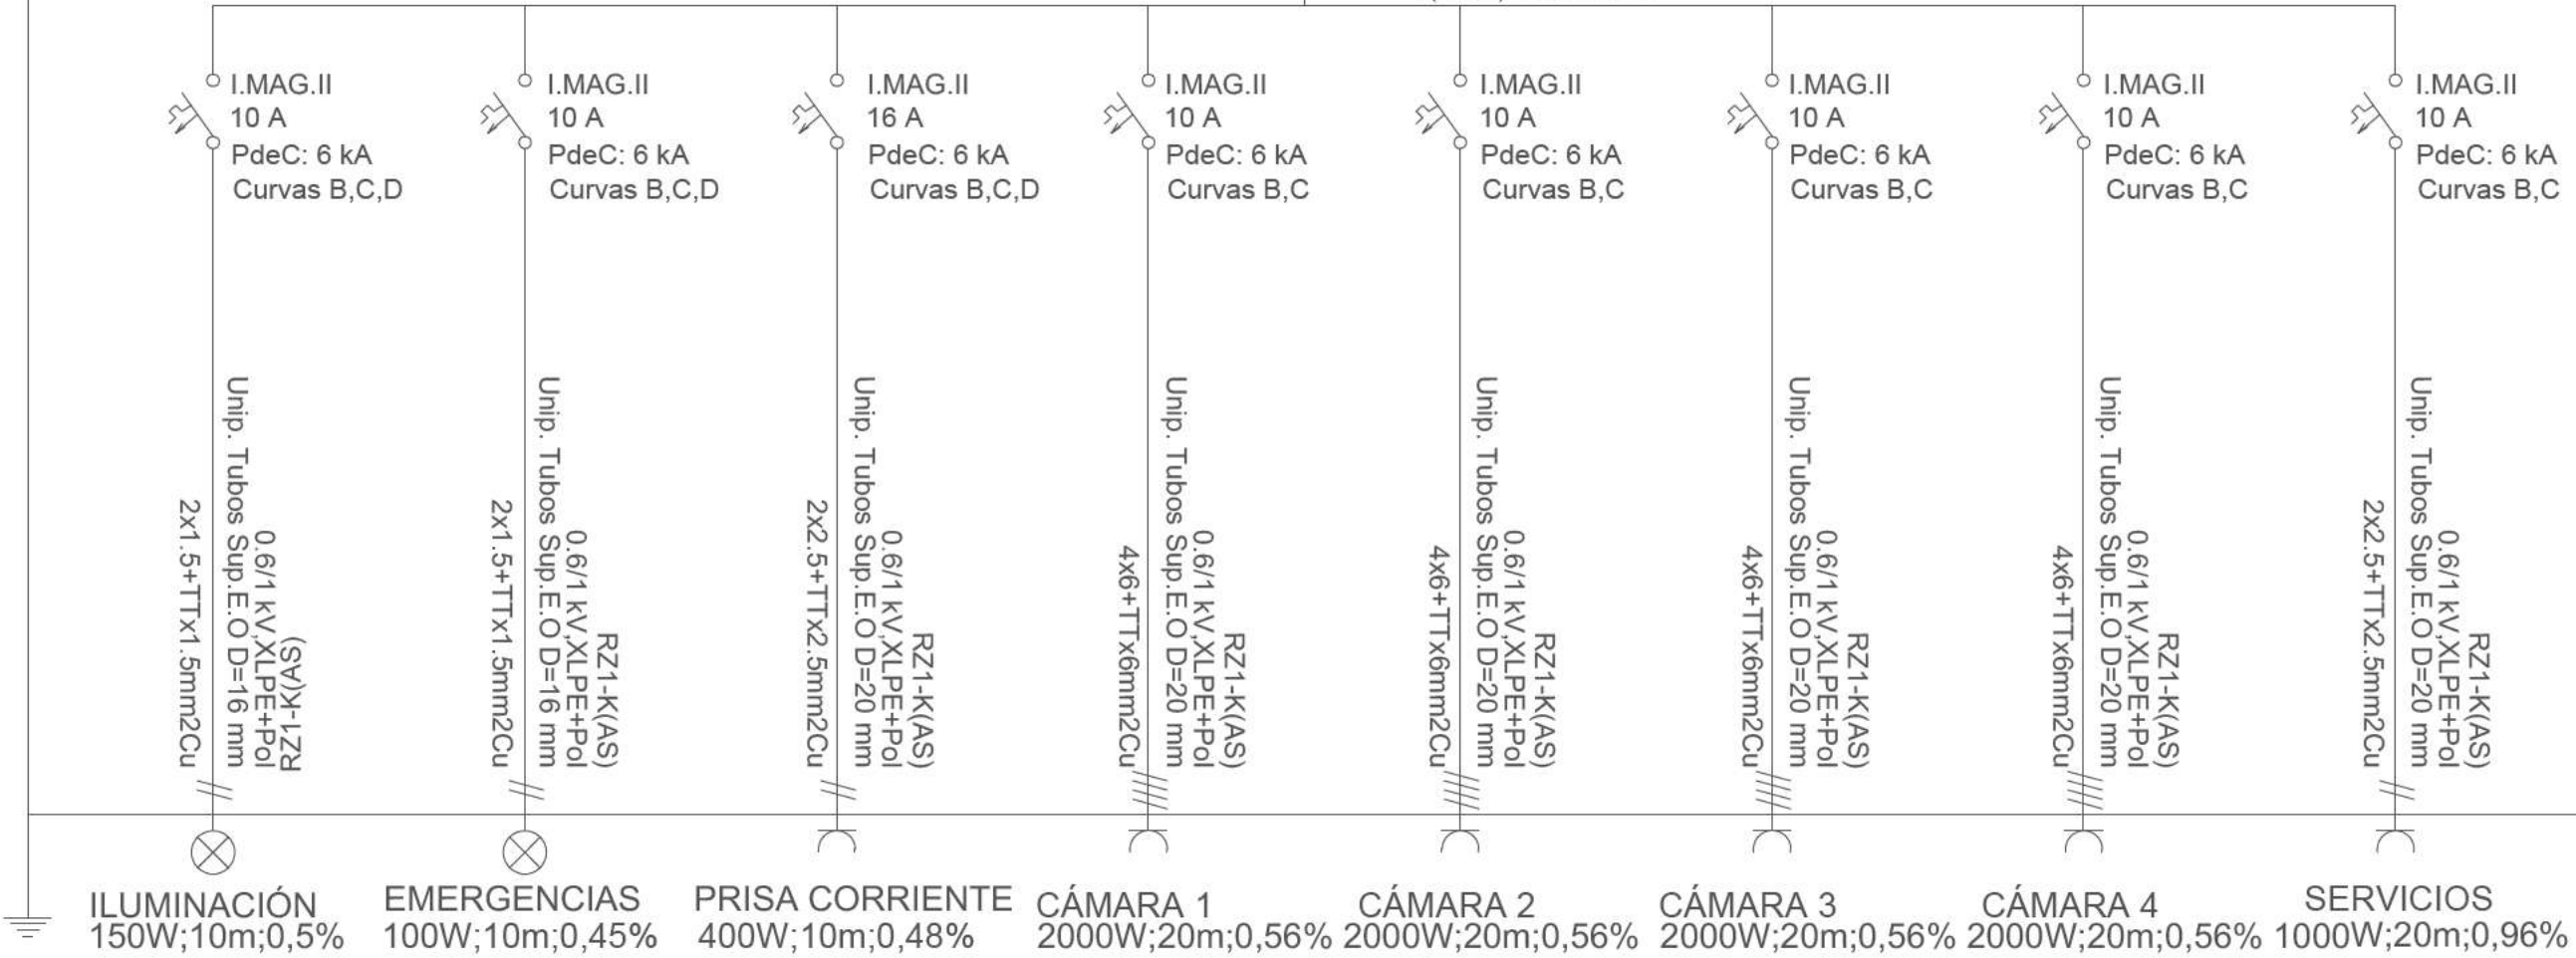 I.MAG.II
10 A
PdeC: 6 kA
Curvas B,C,D
I.MAG.II
10 A
PdeC: 6 kA
Curvas B,C,D
I.MAG.II
16 A
PdeC: 6 kA
Curvas B,C,D
I.MAG.II
10 A
PdeC: 6 kA
Curvas B,C
I.MAG.II
10 A
PdeC: 6 kA
Curvas B,C
I.MAG.II
10 A
PdeC: 6 kA
Curvas B,C
I.MAG.II
10 A
PdeC: 6 kA
Curvas B,C
I.MAG.II
10 A
PdeC: 6 kA
Curvas B,C
2x1.5+TTx1.5mm2Cu
Unip. Tubos Sup.E.O D=16 mm
0.6/1 kV,XLPE+Pol
RZ1-K(AS)
2x1.5+TTx1.5mm2Cu
Unip. Tubos Sup.E.O D=16 mm
0.6/1 kV,XLPE+Pol
RZ1-K(AS)
2x2.5+TTx2.5mm2Cu
Unip. Tubos Sup.E.O D=20 mm
0.6/1 kV,XLPE+Pol
RZ1-K(AS)
4x6+TTx6mm2Cu
Unip. Tubos Sup.E.O D=20 mm
0.6/1 kV,XLPE+Pol
RZ1-K(AS)
4x6+TTx6mm2Cu
Unip. Tubos Sup.E.O D=20 mm
0.6/1 kV,XLPE+Pol
RZ1-K(AS)
4x6+TTx6mm2Cu
Unip. Tubos Sup.E.O D=20 mm
0.6/1 kV,XLPE+Pol
RZ1-K(AS)
4x6+TTx6mm2Cu
Unip. Tubos Sup.E.O D=20 mm
0.6/1 kV,XLPE+Pol
RZ1-K(AS)
2x2.5+TTx2.5mm2Cu
Unip. Tubos Sup.E.O D=20 mm
0.6/1 kV,XLPE+Pol
RZ1-K(AS)
ILUMINACIÓN
150W;10m;0,5%
EMERGENCIAS
100W;10m;0,45%
PRISA CORRIENTE
400W;10m;0,48%
CÁMARA 1
2000W;20m;0,56%
CÁMARA 2
2000W;20m;0,56%
CÁMARA 3
2000W;20m;0,56%
CÁMARA 4
2000W;20m;0,56%
SERVICIOS
1000W;20m;0,96%